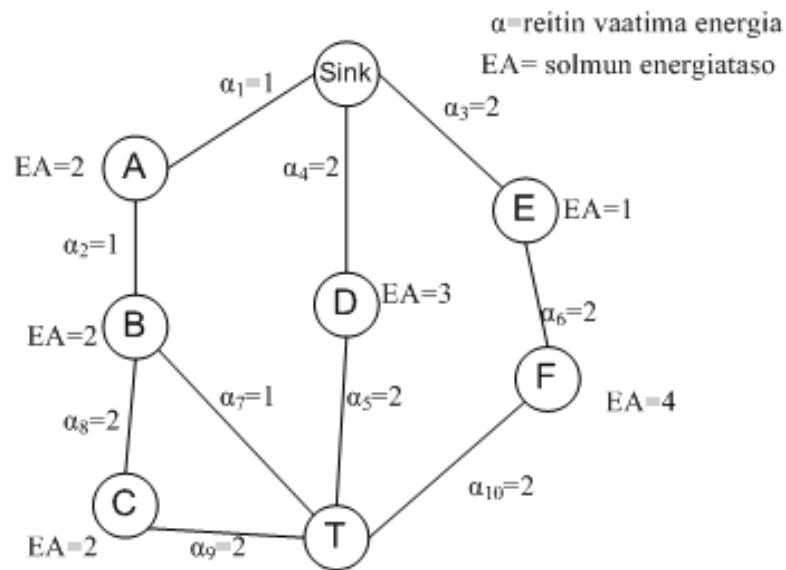 α=reitin vaatima energia
EA= solmun energiataso
Sink
α₁=1
α₃=2
A
EA=2
α₄=2
E
EA=1
α₂=1
D
EA=3
B
EA=2
α₆=2
F
EA=4
α₇=1
α₅=2
α₈=2
α₁₀=2
C
T
EA=2
α₉=2